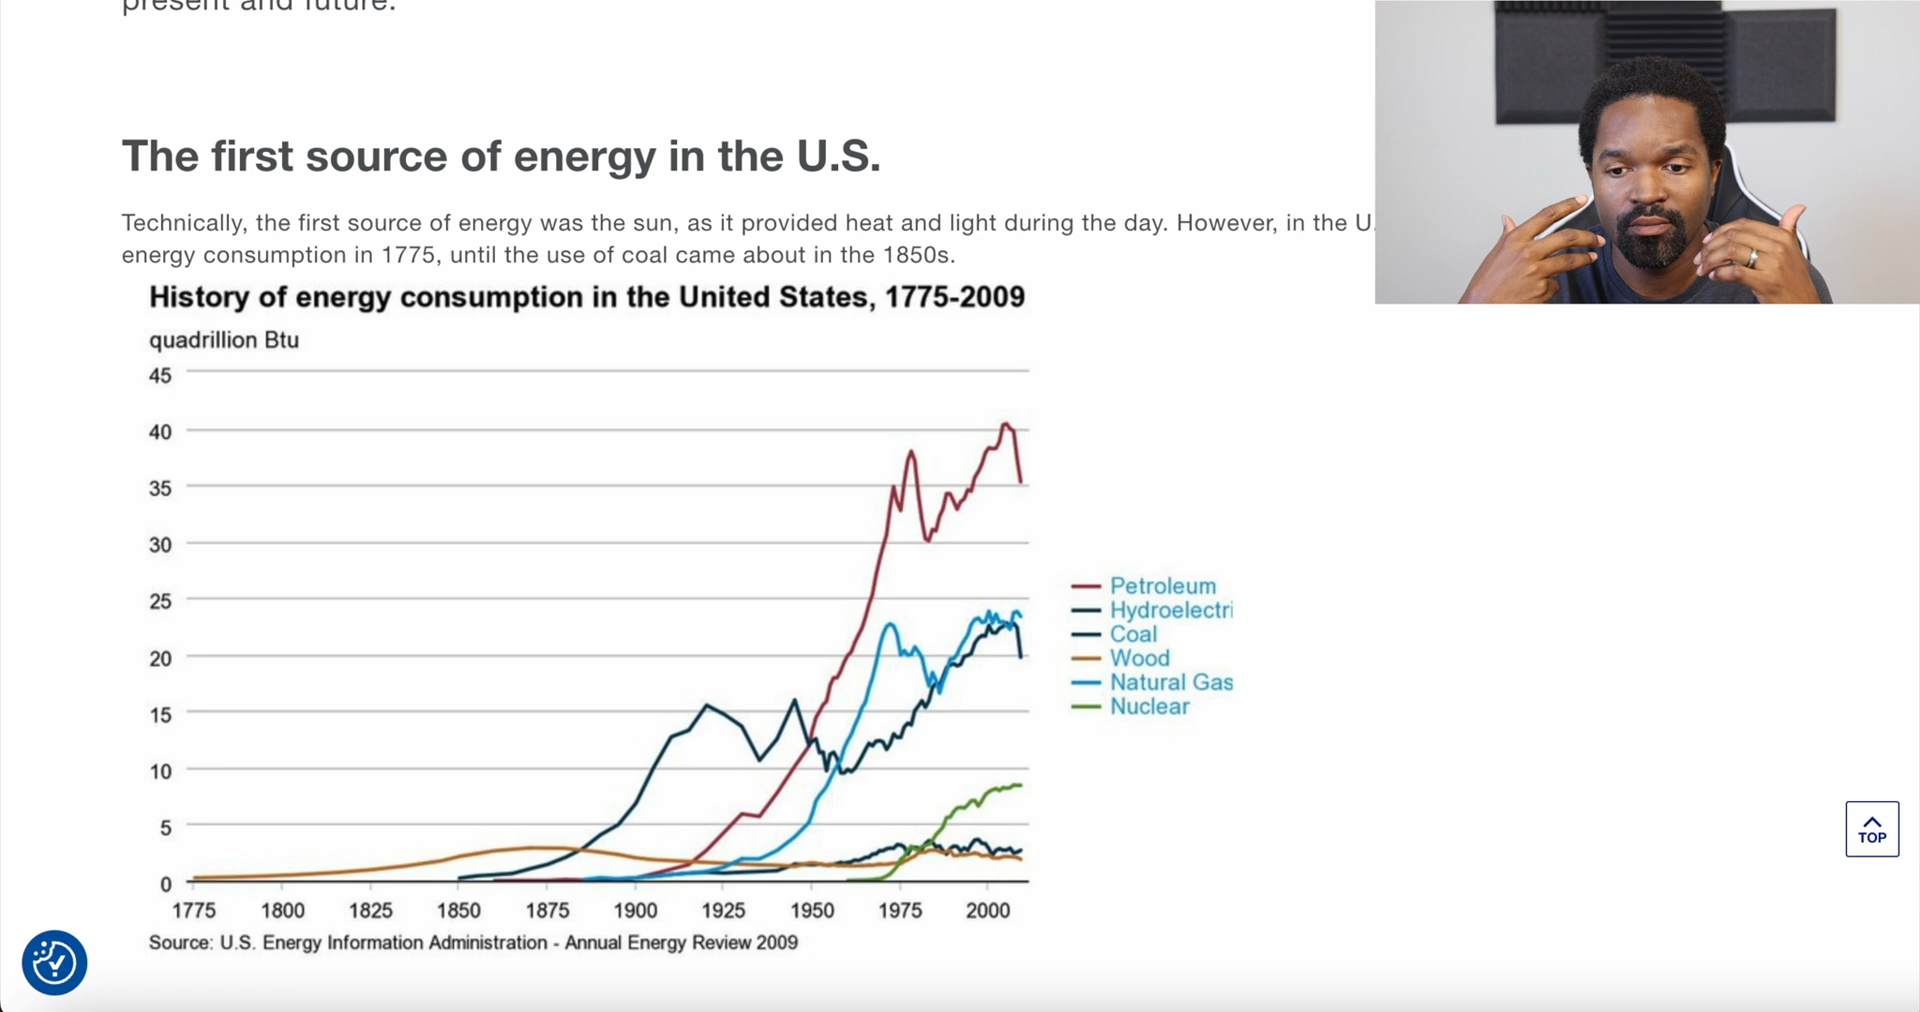 present and future.
The first source of energy in the U.S.
Technically, the first source of energy was the sun, as it provided heat and light during the day. However, in the U.
energy consumption in 1775, until the use of coal came about in the 1850s.
History of energy consumption in the United States, 1775-2009
quadrillion Btu
45
40
35
30
25
20
15
10
5
0
1775 1800 1825 1850 1875 1900 1925 1950 1975 2000
Petroleum
Hydroelectri
Coal
Wood
Natural Gas
Nuclear
Source: U.S. Energy Information Administration - Annual Energy Review 2009
TOP